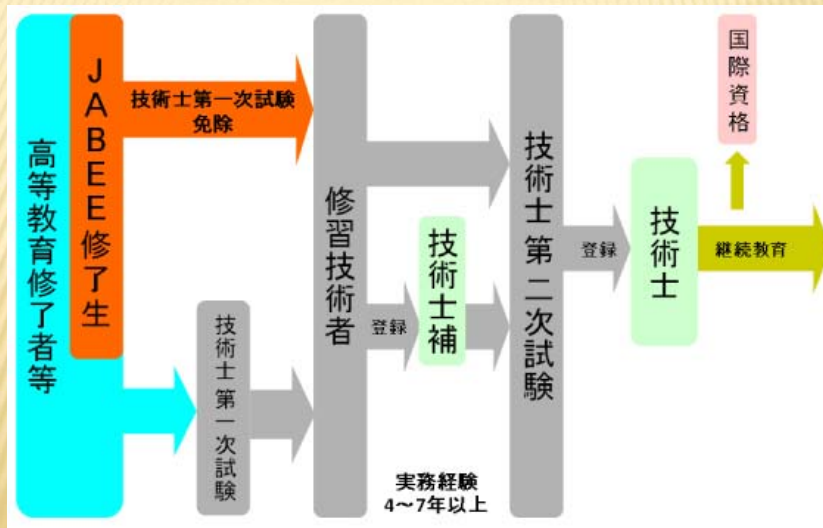 高等教育修了者等
JABEE修了生
技術士第一次試験
免除
技術士第一次試験
修習技術者
登録
技術士補
実務経験
4〜7年以上
技術士第二次試験
登録
技術士
国際資格
継続教育